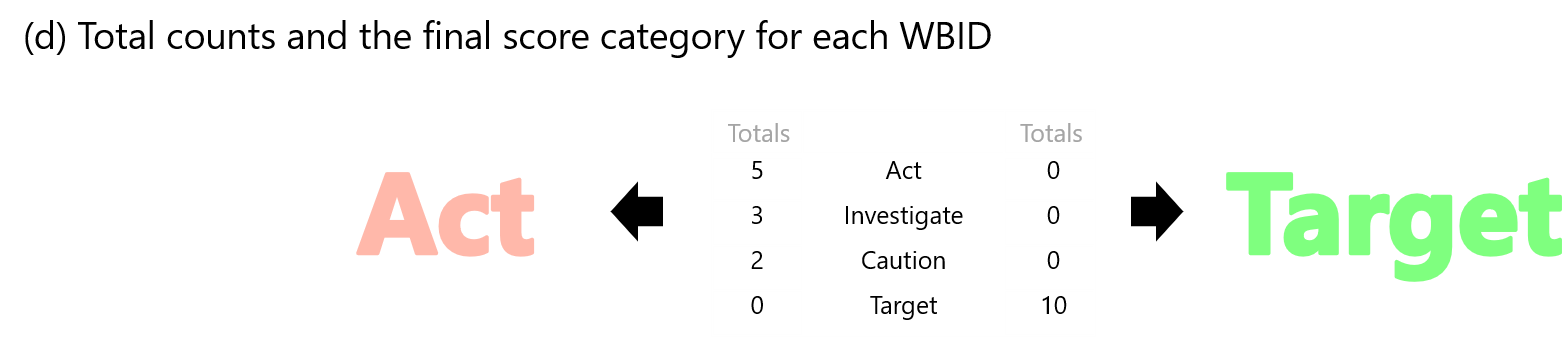 (d) Total counts and the final score category for each WBID
Totals Totals
5 Act 0
Act 3 Investigate 0 Target
2 Caution 0
0 Target 10